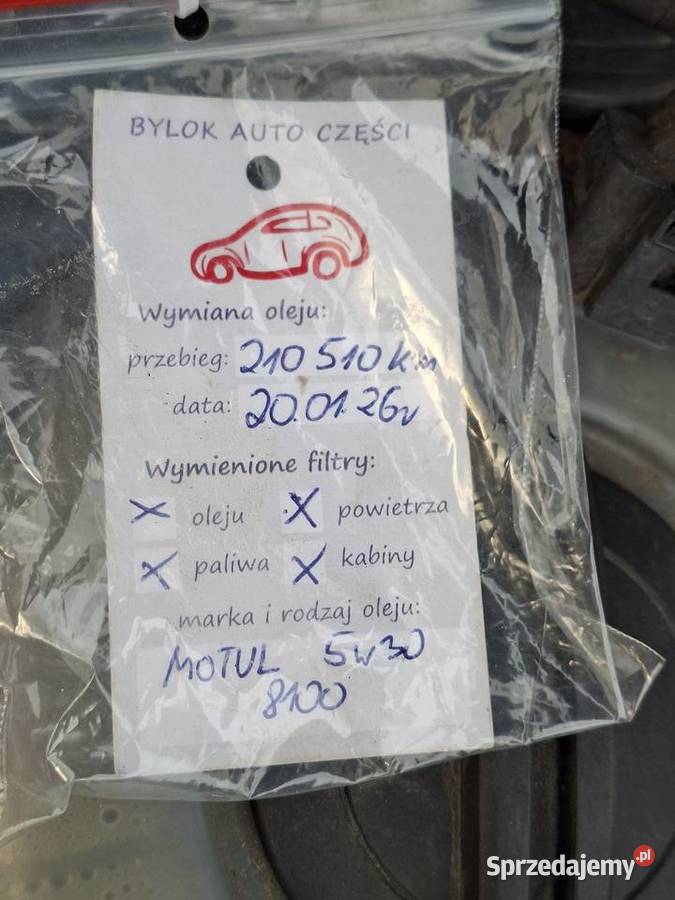 BYLOK AUTO CZĘŚCI
Wymiana oleju:
przebieg: 210 510 km
data: 20.01.26r
Wymienione filtry:
X oleju X powietrza
X paliwa X kabiny
marka i rodzaj oleju:
MOTUL 5w30
8100
Sprzedajemy.pl